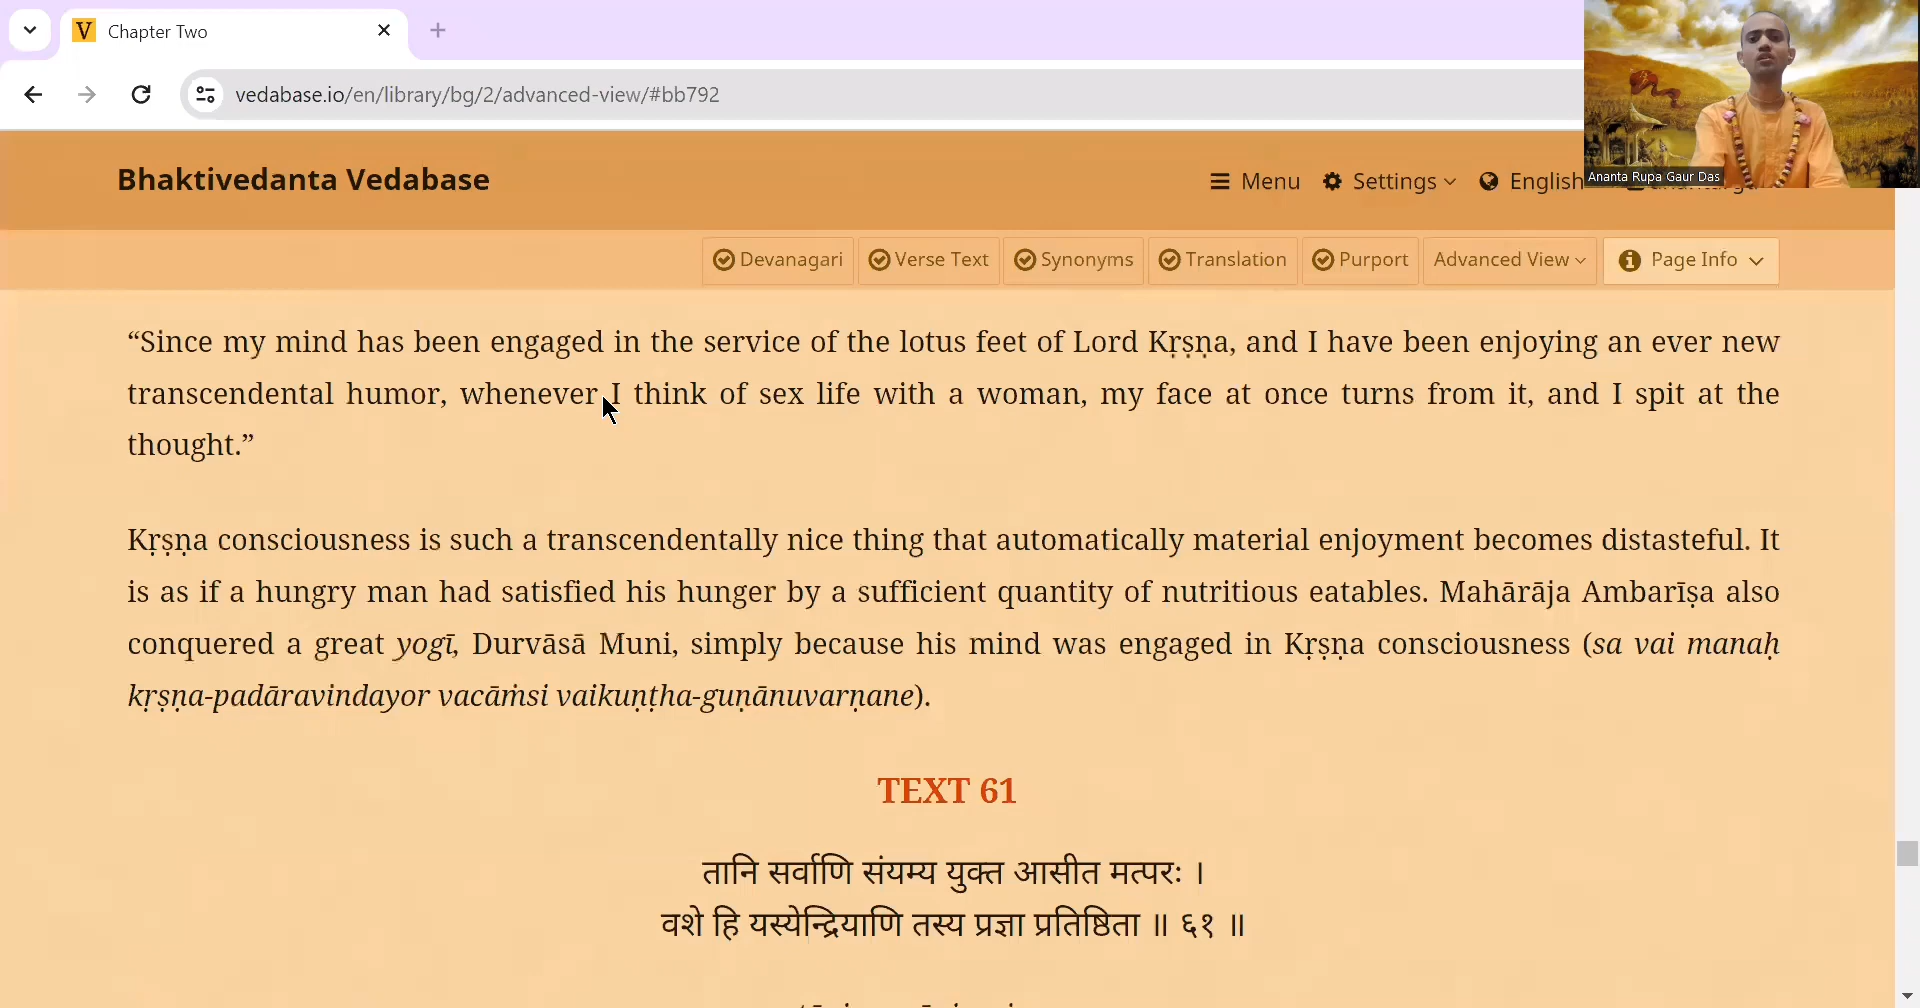 V Chapter Two
vedabase.io/en/library/bg/2/advanced-view/#bb792
Ananta Rupa Gaur Das
Bhaktivedanta Vedabase
Menu Settings English
Devanagari Verse Text Synonyms Translation Purport Advanced View Page Info
“Since my mind has been engaged in the service of the lotus feet of Lord Kṛṣṇa, and I have been enjoying an ever new
transcendental humor, whenever I think of sex life with a woman, my face at once turns from it, and I spit at the
thought.”
Kṛṣṇa consciousness is such a transcendentally nice thing that automatically material enjoyment becomes distasteful. It
is as if a hungry man had satisfied his hunger by a sufficient quantity of nutritious eatables. Mahārāja Ambarīṣa also
conquered a great yogī, Durvāsā Muni, simply because his mind was engaged in Kṛṣṇa consciousness (sa vai manaḥ
kṛṣṇa-padāravindayor vacāṁsi vaikuṇṭha-guṇānuvarṇane).
TEXT 61
तानि सर्वाणि संयम्य युक्त आसीत मत्परः ।
वशे हि यस्येन्द्रियाणि तस्य प्रज्ञा प्रतिष्ठिता ॥ ६१ ॥